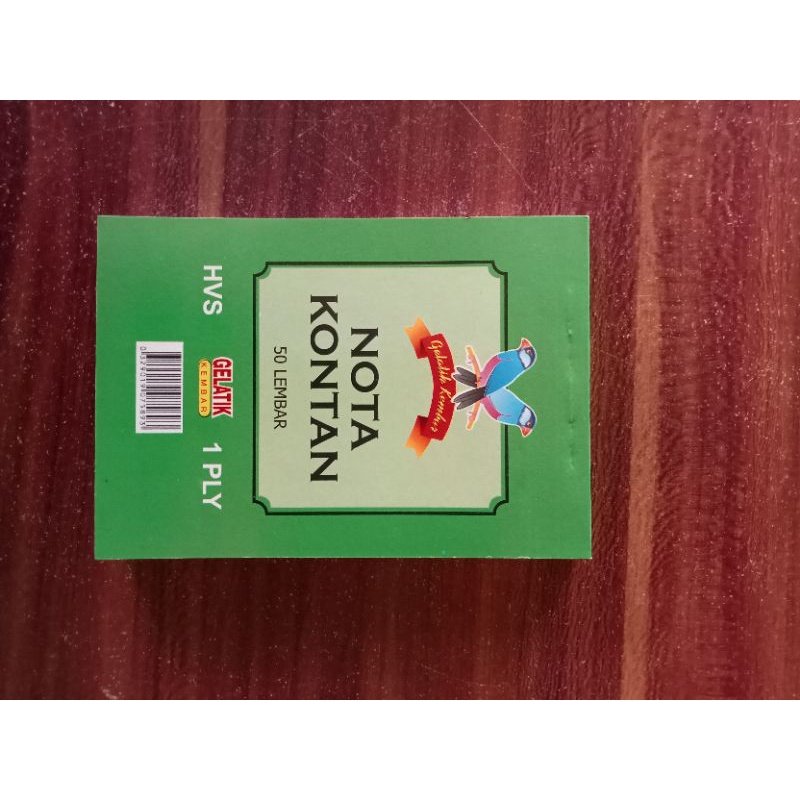 Gelatik Kembar
NOTA
KONTAN
50 LEMBAR
HVS
GELATIK
KEMBAR
1 PLY